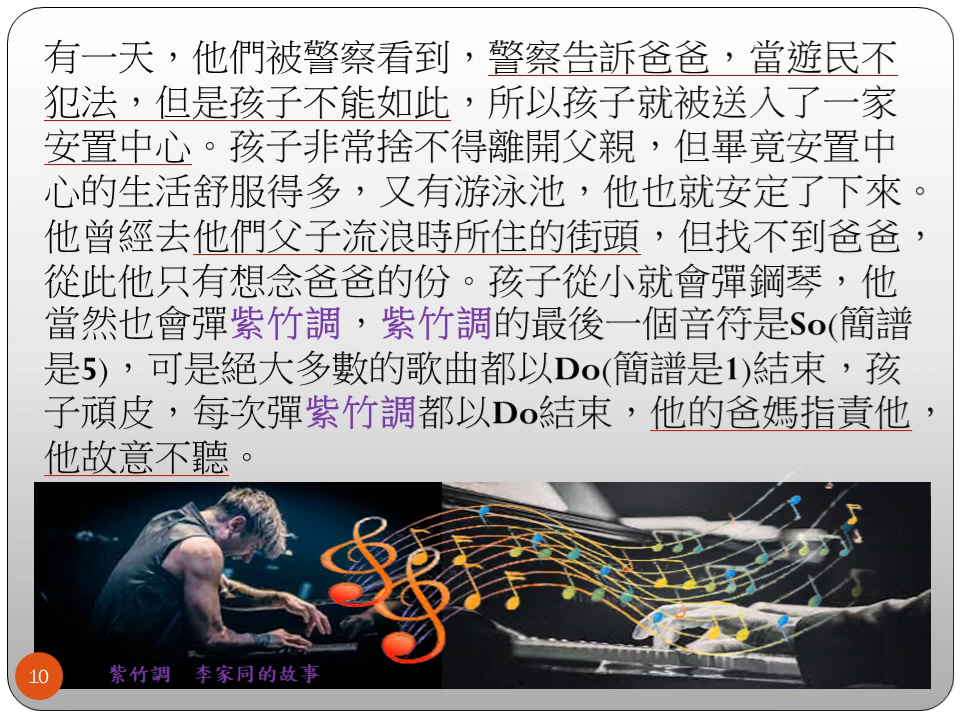 有一天，他們被警察看到，警察告訴爸爸，當遊民不
犯法，但是孩子不能如此，所以孩子就被送入了一家
安置中心。孩子非常捨不得離開父親，但畢竟安置中
心的生活舒服得多，又有游泳池，他也就安定了下來。
他曾經去他們父子流浪時所住的街頭，但找不到爸爸，
從此他只有想念爸爸的份。孩子從小就會彈鋼琴，他
當然也會彈紫竹調，紫竹調的最後一個音符是So(簡譜
是5)，可是絕大多數的歌曲都以Do(簡譜是1)結束，孩
子頑皮，每次彈紫竹調都以Do結束，他的爸媽指責他，
他故意不聽。
紫竹調　李家同的故事
10